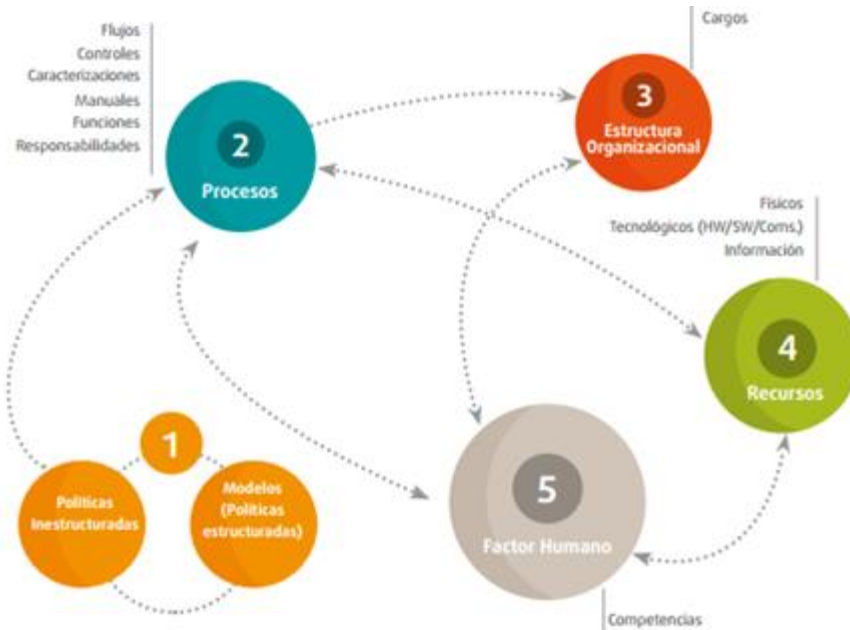 Flujos
Controles
Caracterizaciones
Manuales
Funciones
Responsabilidades
2
Procesos
Cargos
3
Estructura
Organizacional
Físicos
Tecnológicos (HW/SW/Coms.)
Información
4
Recursos
1
Políticas
Inestructuradas
Modelos
(Políticas
estructuradas)
5
Factor Humano
Competencias